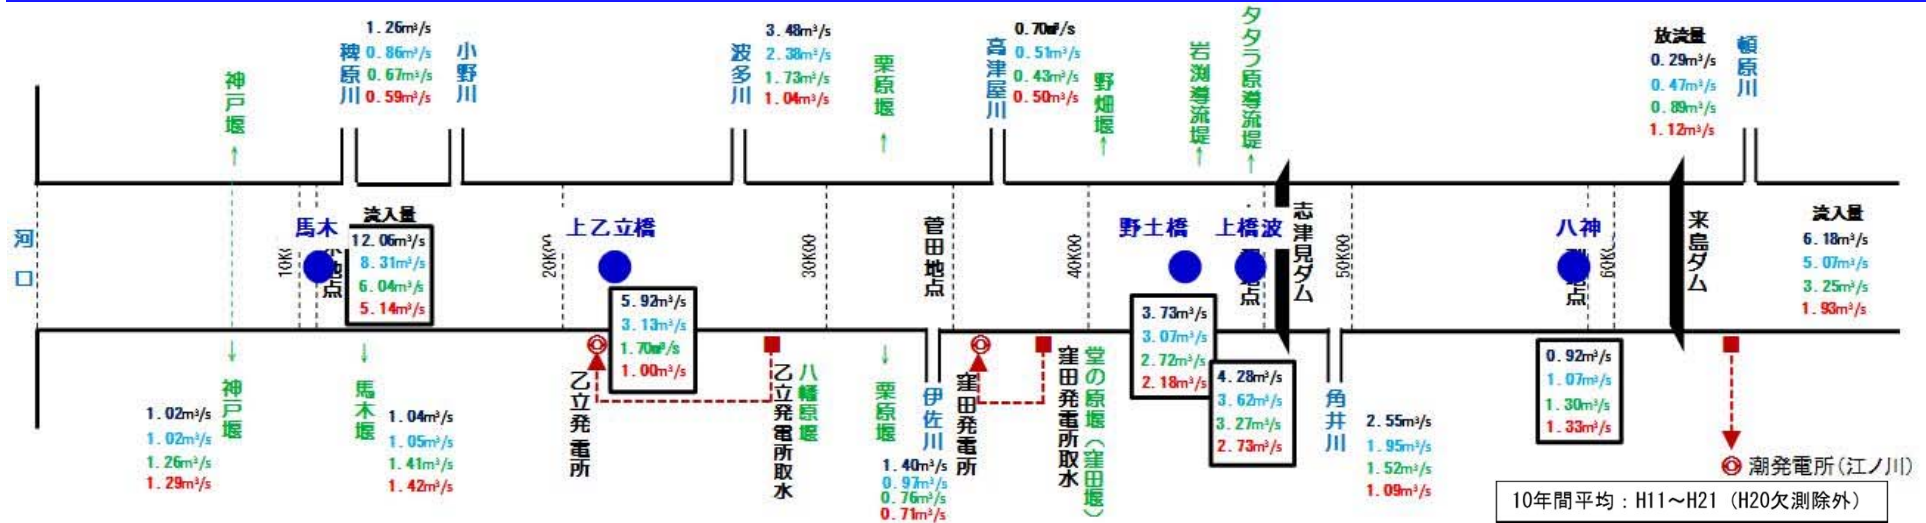 1.26m³/s
0.86m³/s
0.67m³/s
0.59m³/s
神戸堰
稗原川
小野川
波多川
3.48m³/s
2.38m³/s
1.73m³/s
1.04m³/s
栗原堰
高津屋川
0.70m³/s
0.51m³/s
0.43m³/s
0.50m³/s
野畑堰
岩渕導流堤
タタラ原導流堤
放流量
0.29m³/s
0.47m³/s
0.89m³/s
1.12m³/s
頓原川
河口
10K00
馬木
地点
流入量
12.06m³/s
8.31m³/s
6.04m³/s
5.14m³/s
20K00
上乙立橋
5.92m³/s
3.13m³/s
1.70m³/s
1.00m³/s
30K00
菅田地点
40K00
野土橋
3.73m³/s
3.07m³/s
2.72m³/s
2.18m³/s
上橋波
地点
4.28m³/s
3.62m³/s
3.27m³/s
2.73m³/s
志津見ダム
50K00
八神
地点
60K0
0.92m³/s
1.07m³/s
1.30m³/s
1.33m³/s
来島ダム
流入量
6.18m³/s
5.07m³/s
3.25m³/s
1.93m³/s
1.02m³/s
1.02m³/s
1.26m³/s
1.29m³/s
神戸堰
馬木堰
1.04m³/s
1.05m³/s
1.41m³/s
1.42m³/s
乙立発電所
乙立発電所取水
八幡原堰
栗原堰
伊佐川
1.40m³/s
0.97m³/s
0.76m³/s
0.71m³/s
窪田発電所
窪田発電所取水
堂の原堰(窪田堰)
角井川
2.55m³/s
1.95m³/s
1.52m³/s
1.09m³/s
潮発電所(江ノ川)
10年間平均:H11~H21(H20欠測除外)